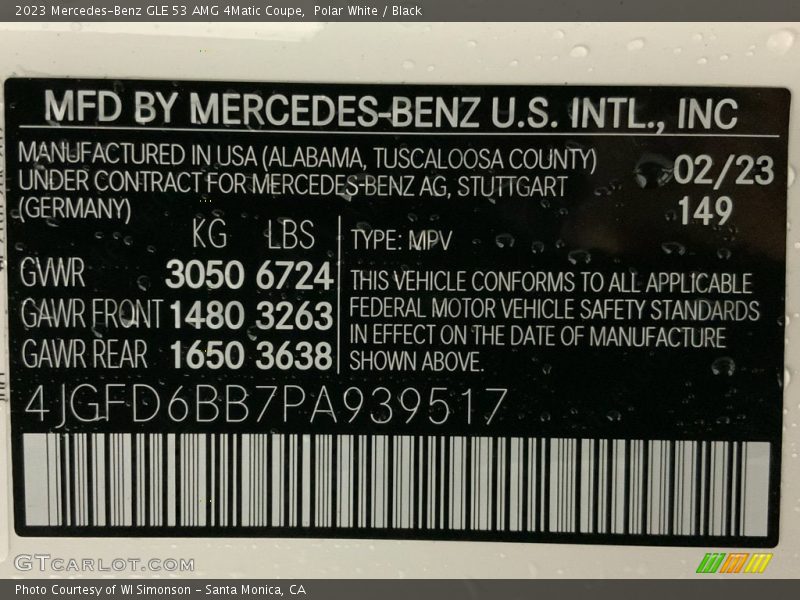 2023 Mercedes-Benz GLE 53 AMG 4Matic Coupe, Polar White / Black
MFD BY MERCEDES-BENZ U.S. INTL., INC
MANUFACTURED IN USA (ALABAMA, TUSCALOOSA COUNTY)
UNDER CONTRACT FOR MERCEDES-BENZ AG, STUTTGART
(GERMANY)
02/23
149
KG LBS
GVWR 3050 6724
GAWR FRONT 1480 3263
GAWR REAR 1650 3638
TYPE: MPV
THIS VEHICLE CONFORMS TO ALL APPLICABLE
FEDERAL MOTOR VEHICLE SAFETY STANDARDS
IN EFFECT ON THE DATE OF MANUFACTURE
SHOWN ABOVE.
4JGFD6BB7PA939517
GTcarlot.com
Photo Courtesy of WI Simonson - Santa Monica, CA